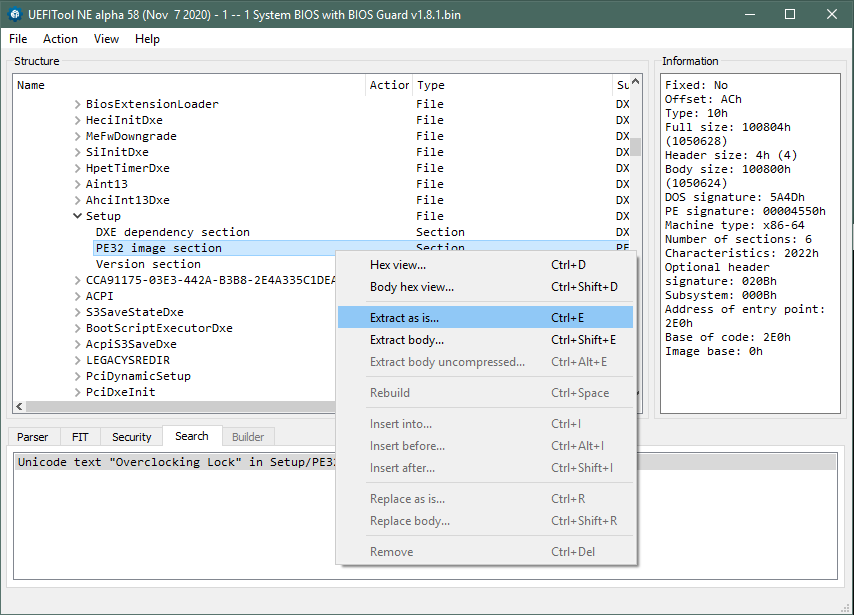 UEFITool NE alpha 58 (Nov  7 2020) - 1 -- 1 System BIOS with BIOS Guard v1.8.1.bin
File Action View Help
Structure
Name Action Type Su
BiosExtensionLoader File DX
HeciInitDxe File DX
MeFwDowngrade File DX
SiInitDxe File DX
HpetTimerDxe File DX
Aint13 File DX
AhciInt13Dxe File DX
Setup File DX
DXE dependency section Section
PE32 image section Section PE
Version section
CCA91175-03E3-442A-B3B8-2E4A335C1DEA
ACPI
S3SaveStateDxe
BootScriptExecutorDxe
AcpiS3SaveDxe
LEGACYSREDIR
PciDynamicSetup
PciDxeInit
Hex view... Ctrl+D
Body hex view... Ctrl+Shift+D
Extract as is... Ctrl+E
Extract body... Ctrl+Shift+E
Extract body uncompressed... Ctrl+Alt+E
Rebuild Ctrl+Space
Insert into... Ctrl+I
Insert before... Ctrl+Alt+I
Insert after... Ctrl+Shift+I
Replace as is... Ctrl+R
Replace body... Ctrl+Shift+R
Remove Ctrl+Del
Information
Fixed: No
Offset: ACh
Type: 10h
Full size: 100804h
(1050628)
Header size: 4h (4)
Body size: 100800h
(1050624)
DOS signature: 5A4Dh
PE signature: 00004550h
Machine type: x86-64
Number of sections: 6
Characteristics: 2022h
Optional header
signature: 020Bh
Subsystem: 000Bh
Address of entry point:
2E0h
Base of code: 2E0h
Image base: 0h
Parser FIT Security Search Builder
Unicode text "Overclocking Lock" in Setup/PE32